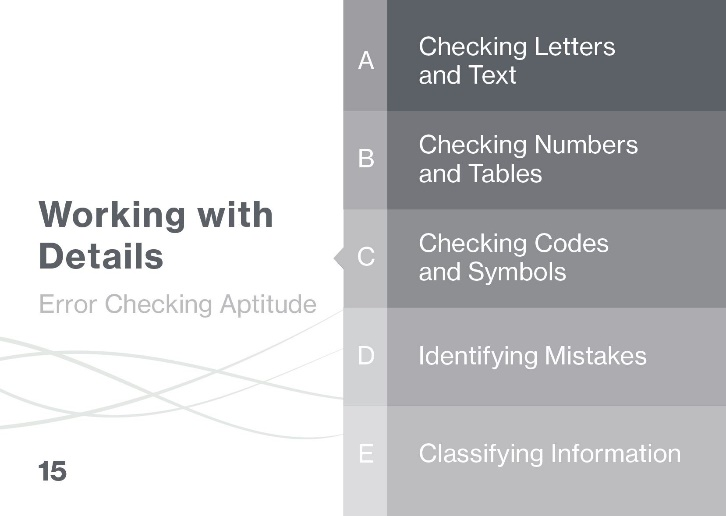 Working with
Details
Error Checking Aptitude
15
A
Checking Letters
and Text
B
Checking Numbers
and Tables
C
Checking Codes
and Symbols
D
Identifying Mistakes
E
Classifying Information